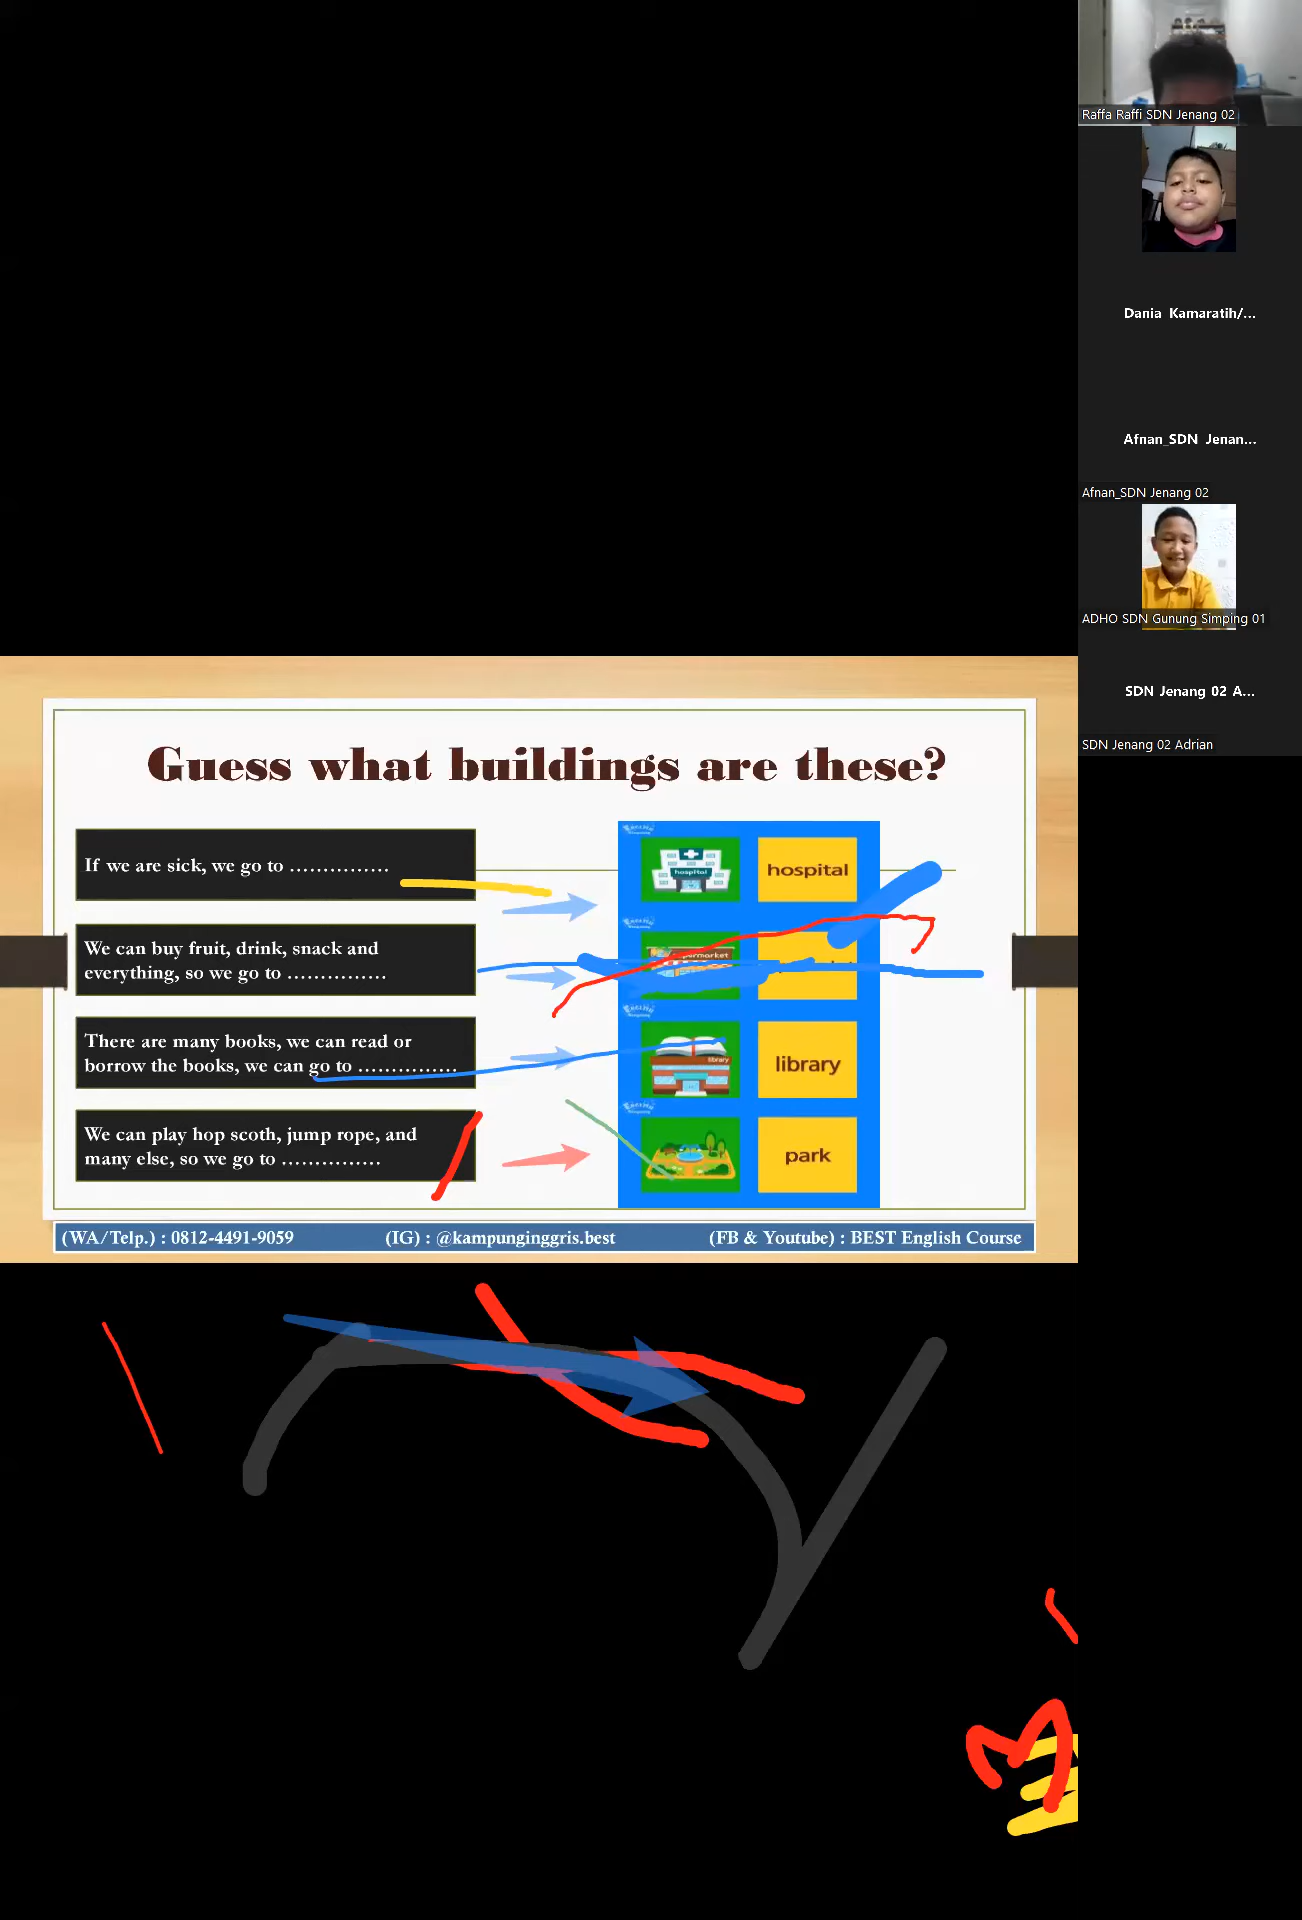 Raffa Raffi SDN Jenang 02
Dania Kamaratih/...
Afnan_SDN Jenan...
Afnan_SDN Jenang 02
ADHO SDN Gunung Simping 01
SDN Jenang 02 A...
SDN Jenang 02 Adrian
Guess what buildings are these?
If we are sick, we go to ...............
hospital
hospital
We can buy fruit, drink, snack and
everything, so we go to ...............
There are many books, we can read or
borrow the books, we can go to ...............
library
library
We can play hop scoth, jump rope, and
many else, so we go to ...............
park
(WA/Telp.) : 0812-4491-9059
(IG) : @kampunginggris.best
(FB & Youtube) : BEST English Course